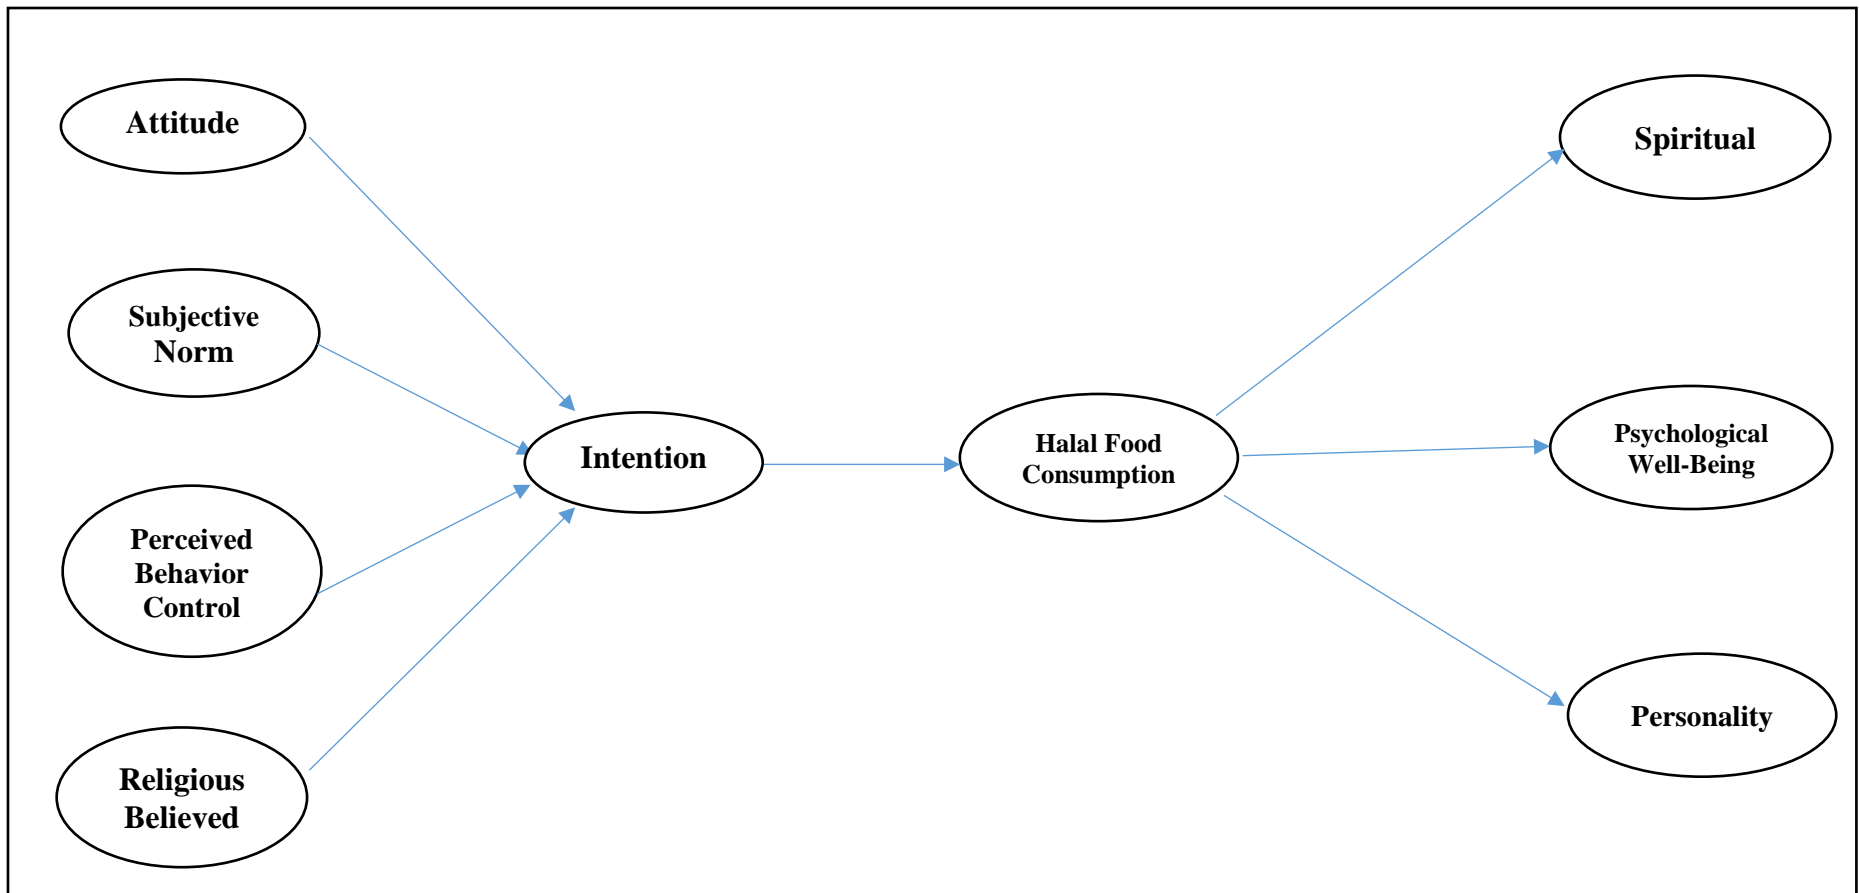 Attitude
Subjective
Norm
Perceived
Behavior
Control
Religious
Believed
Intention
Halal Food
Consumption
Spiritual
Psychological
Well-Being
Personality